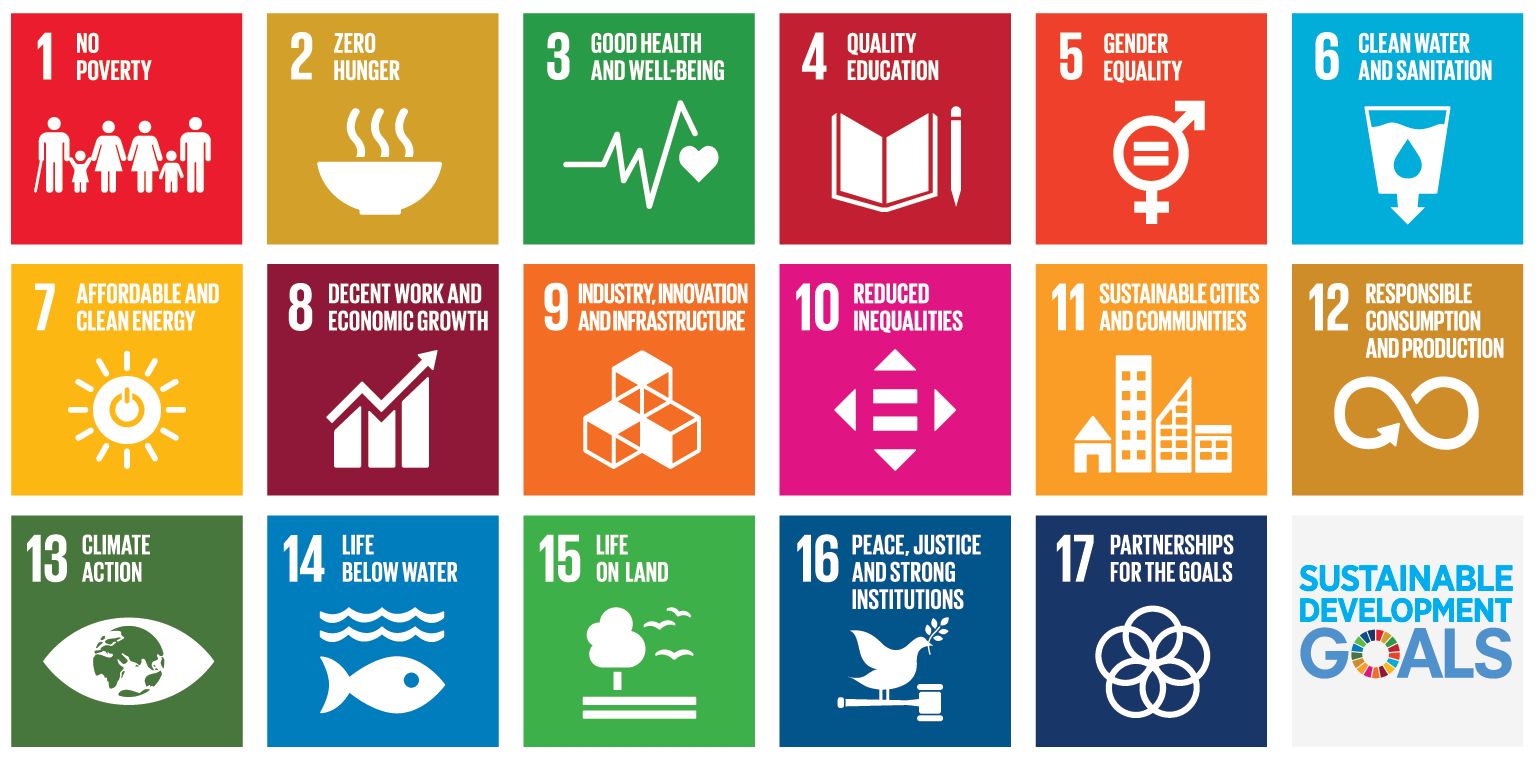 1 NO
POVERTY
2 ZERO
HUNGER
3 GOOD HEALTH
AND WELL-BEING
4 QUALITY
EDUCATION
5 GENDER
EQUALITY
6 CLEAN WATER
AND SANITATION
7 AFFORDABLE AND
CLEAN ENERGY
8 DECENT WORK AND
ECONOMIC GROWTH
9 INDUSTRY, INNOVATION
AND INFRASTRUCTURE
10 REDUCED
INEQUALITIES
11 SUSTAINABLE CITIES
AND COMMUNITIES
12 RESPONSIBLE
CONSUMPTION
AND PRODUCTION
13 CLIMATE
ACTION
14 LIFE
BELOW WATER
15 LIFE
ON LAND
16 PEACE, JUSTICE
AND STRONG
INSTITUTIONS
17 PARTNERSHIPS
FOR THE GOALS
SUSTAINABLE
DEVELOPMENT
GOALS